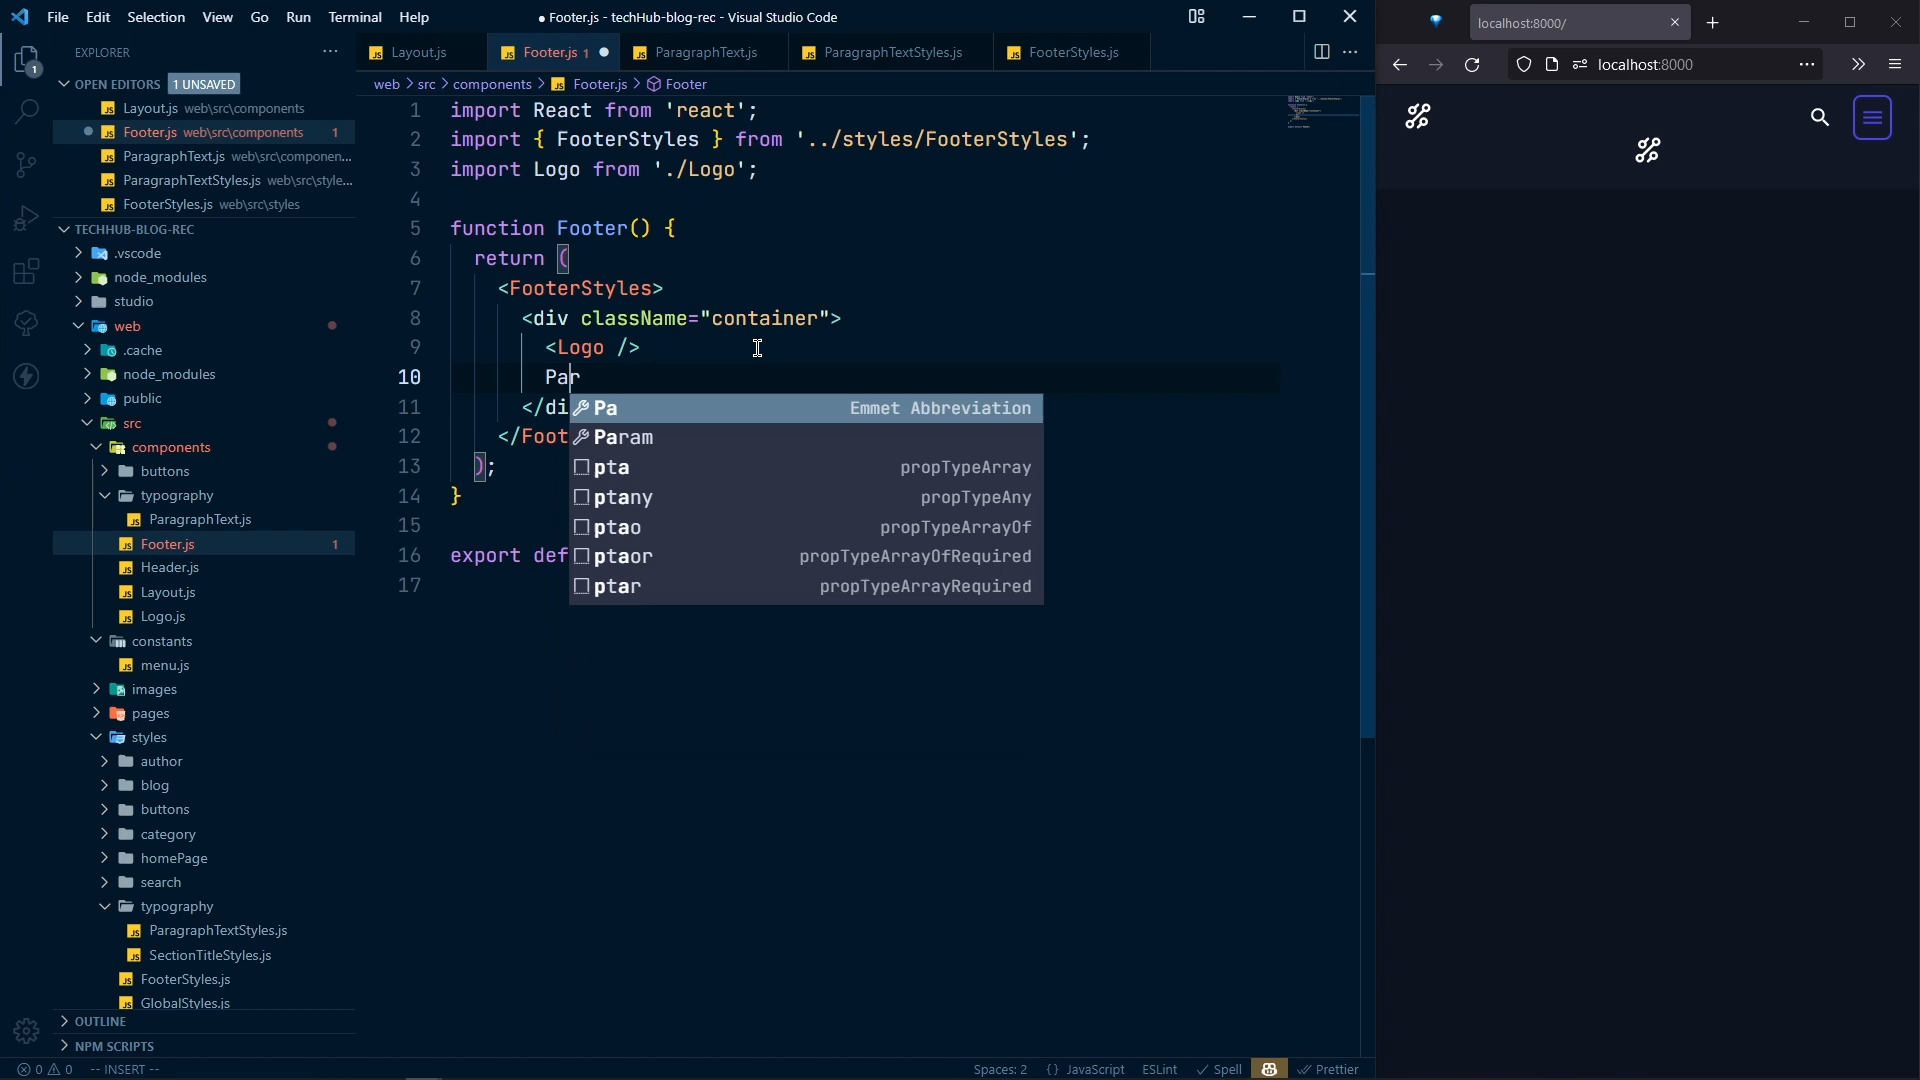 File Edit Selection View Go Run Terminal Help
● Footer.js - techHub-blog-rec - Visual Studio Code
localhost:8000/
EXPLORER
Layout.js
Footer.js 1
ParagraphText.js
ParagraphTextStyles.js
FooterStyles.js
localhost:8000
OPEN EDITORS 1 UNSAVED
Layout.js web\src\components
Footer.js web\src\components 1
ParagraphText.js web\src\componen...
ParagraphTextStyles.js web\src\style...
FooterStyles.js web\src\styles
TECHHUB-BLOG-REC
.vscode
node_modules
studio
web
.cache
node_modules
public
src
components
buttons
typography
ParagraphText.js
Footer.js 1
Header.js
Layout.js
Logo.js
constants
menu.js
images
pages
styles
author
blog
buttons
category
homePage
search
typography
ParagraphTextStyles.js
SectionTitleStyles.js
FooterStyles.js
GlobalStyles.js
OUTLINE
NPM SCRIPTS
1
web > src > components > Footer.js > Footer
1 import React from 'react';
2 import { FooterStyles } from '../styles/FooterStyles';
3 import Logo from './Logo';
4
5 function Footer() {
6 return (
7 <FooterStyles>
8 <div className="container">
9 <Logo />
10 Par
11 </di
12 </Foot
13 );
14 }
15
16 export def
17
Pa Emmet Abbreviation
Param
pta propTypeArray
ptany propTypeAny
ptao propTypeArrayOf
ptaor propTypeArrayOfRequired
ptar propTypeArrayRequired
0 0 -- INSERT --
Spaces: 2 {} JavaScript ESLint Spell Prettier